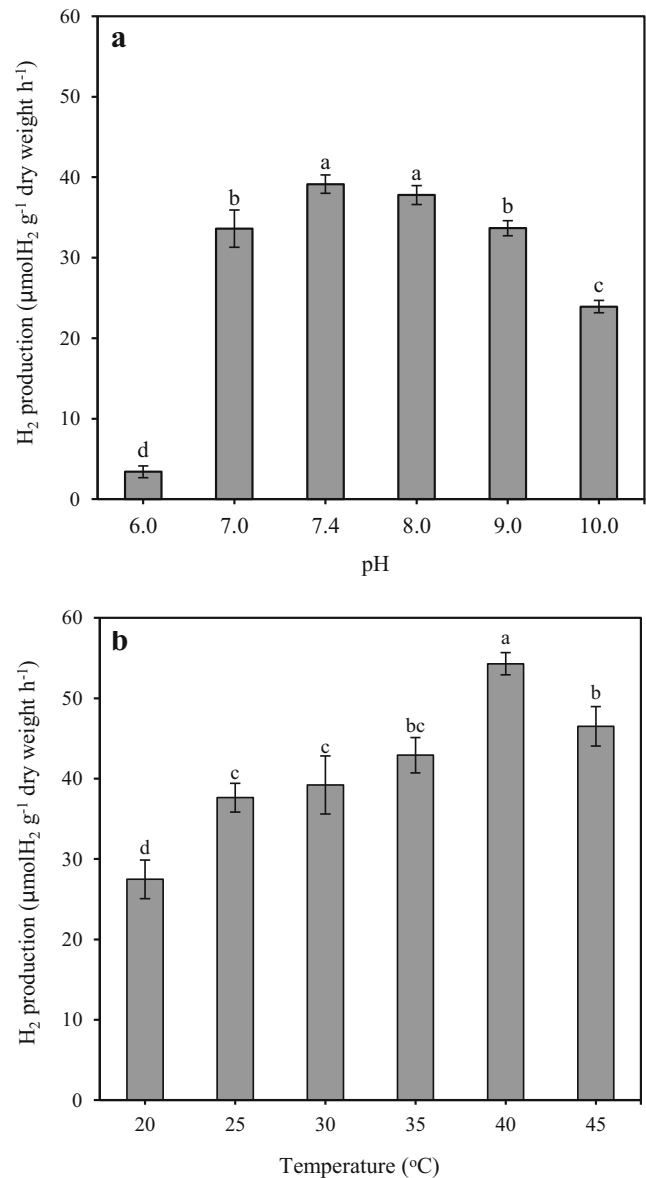 a
60
50
40
30
20
10
0
H₂ production (μmolH₂ g⁻¹ dry weight h⁻¹)
d
b
a
a
b
c
6.0 7.0 7.4 8.0 9.0 10.0
pH
b
60
50
40
30
20
10
0
H₂ production (μmolH₂ g⁻¹ dry weight h⁻¹)
d
c
c
bc
a
b
20 25 30 35 40 45
Temperature (ºC)